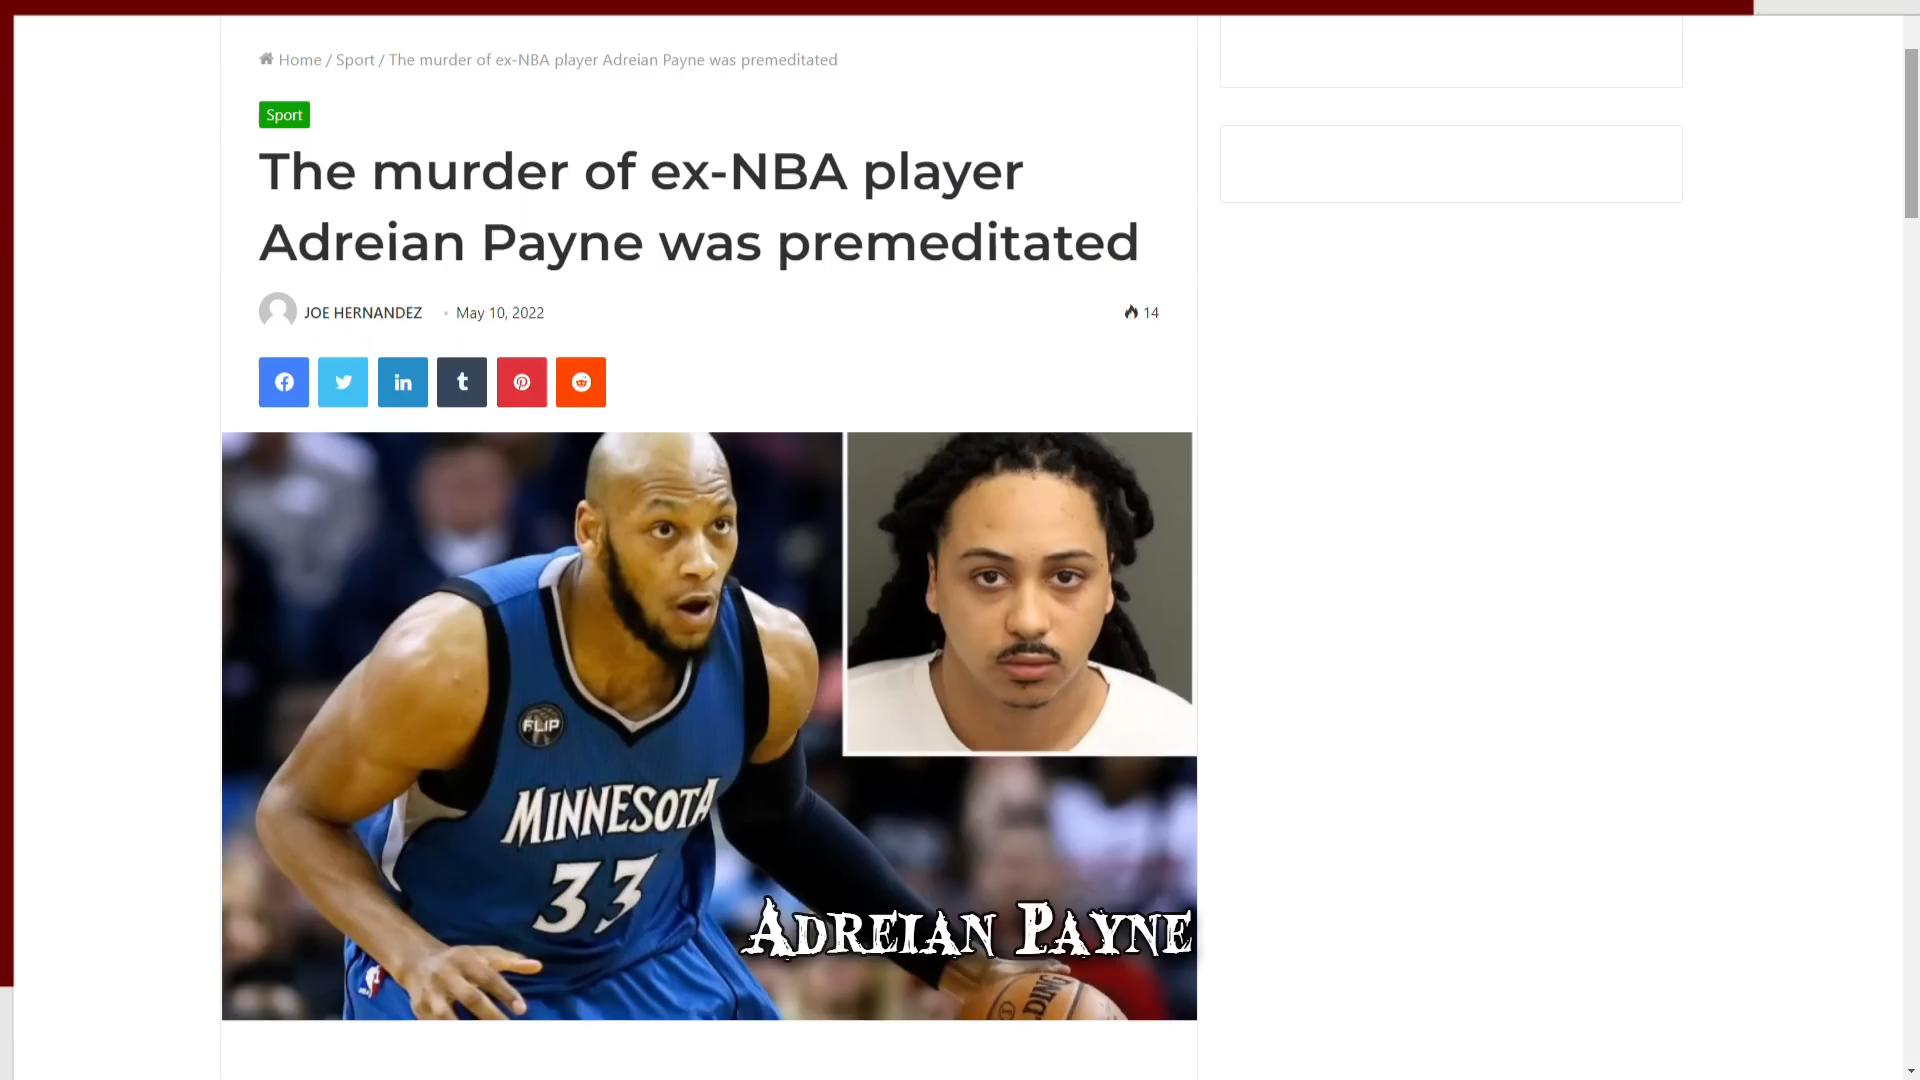 Home / Sport / The murder of ex-NBA player Adreian Payne was premeditated
Sport
The murder of ex-NBA player
Adreian Payne was premeditated
JOE HERNANDEZ
May 10, 2022
14
FLIP
MINNESOTA
33
ADREIAN PAYNE